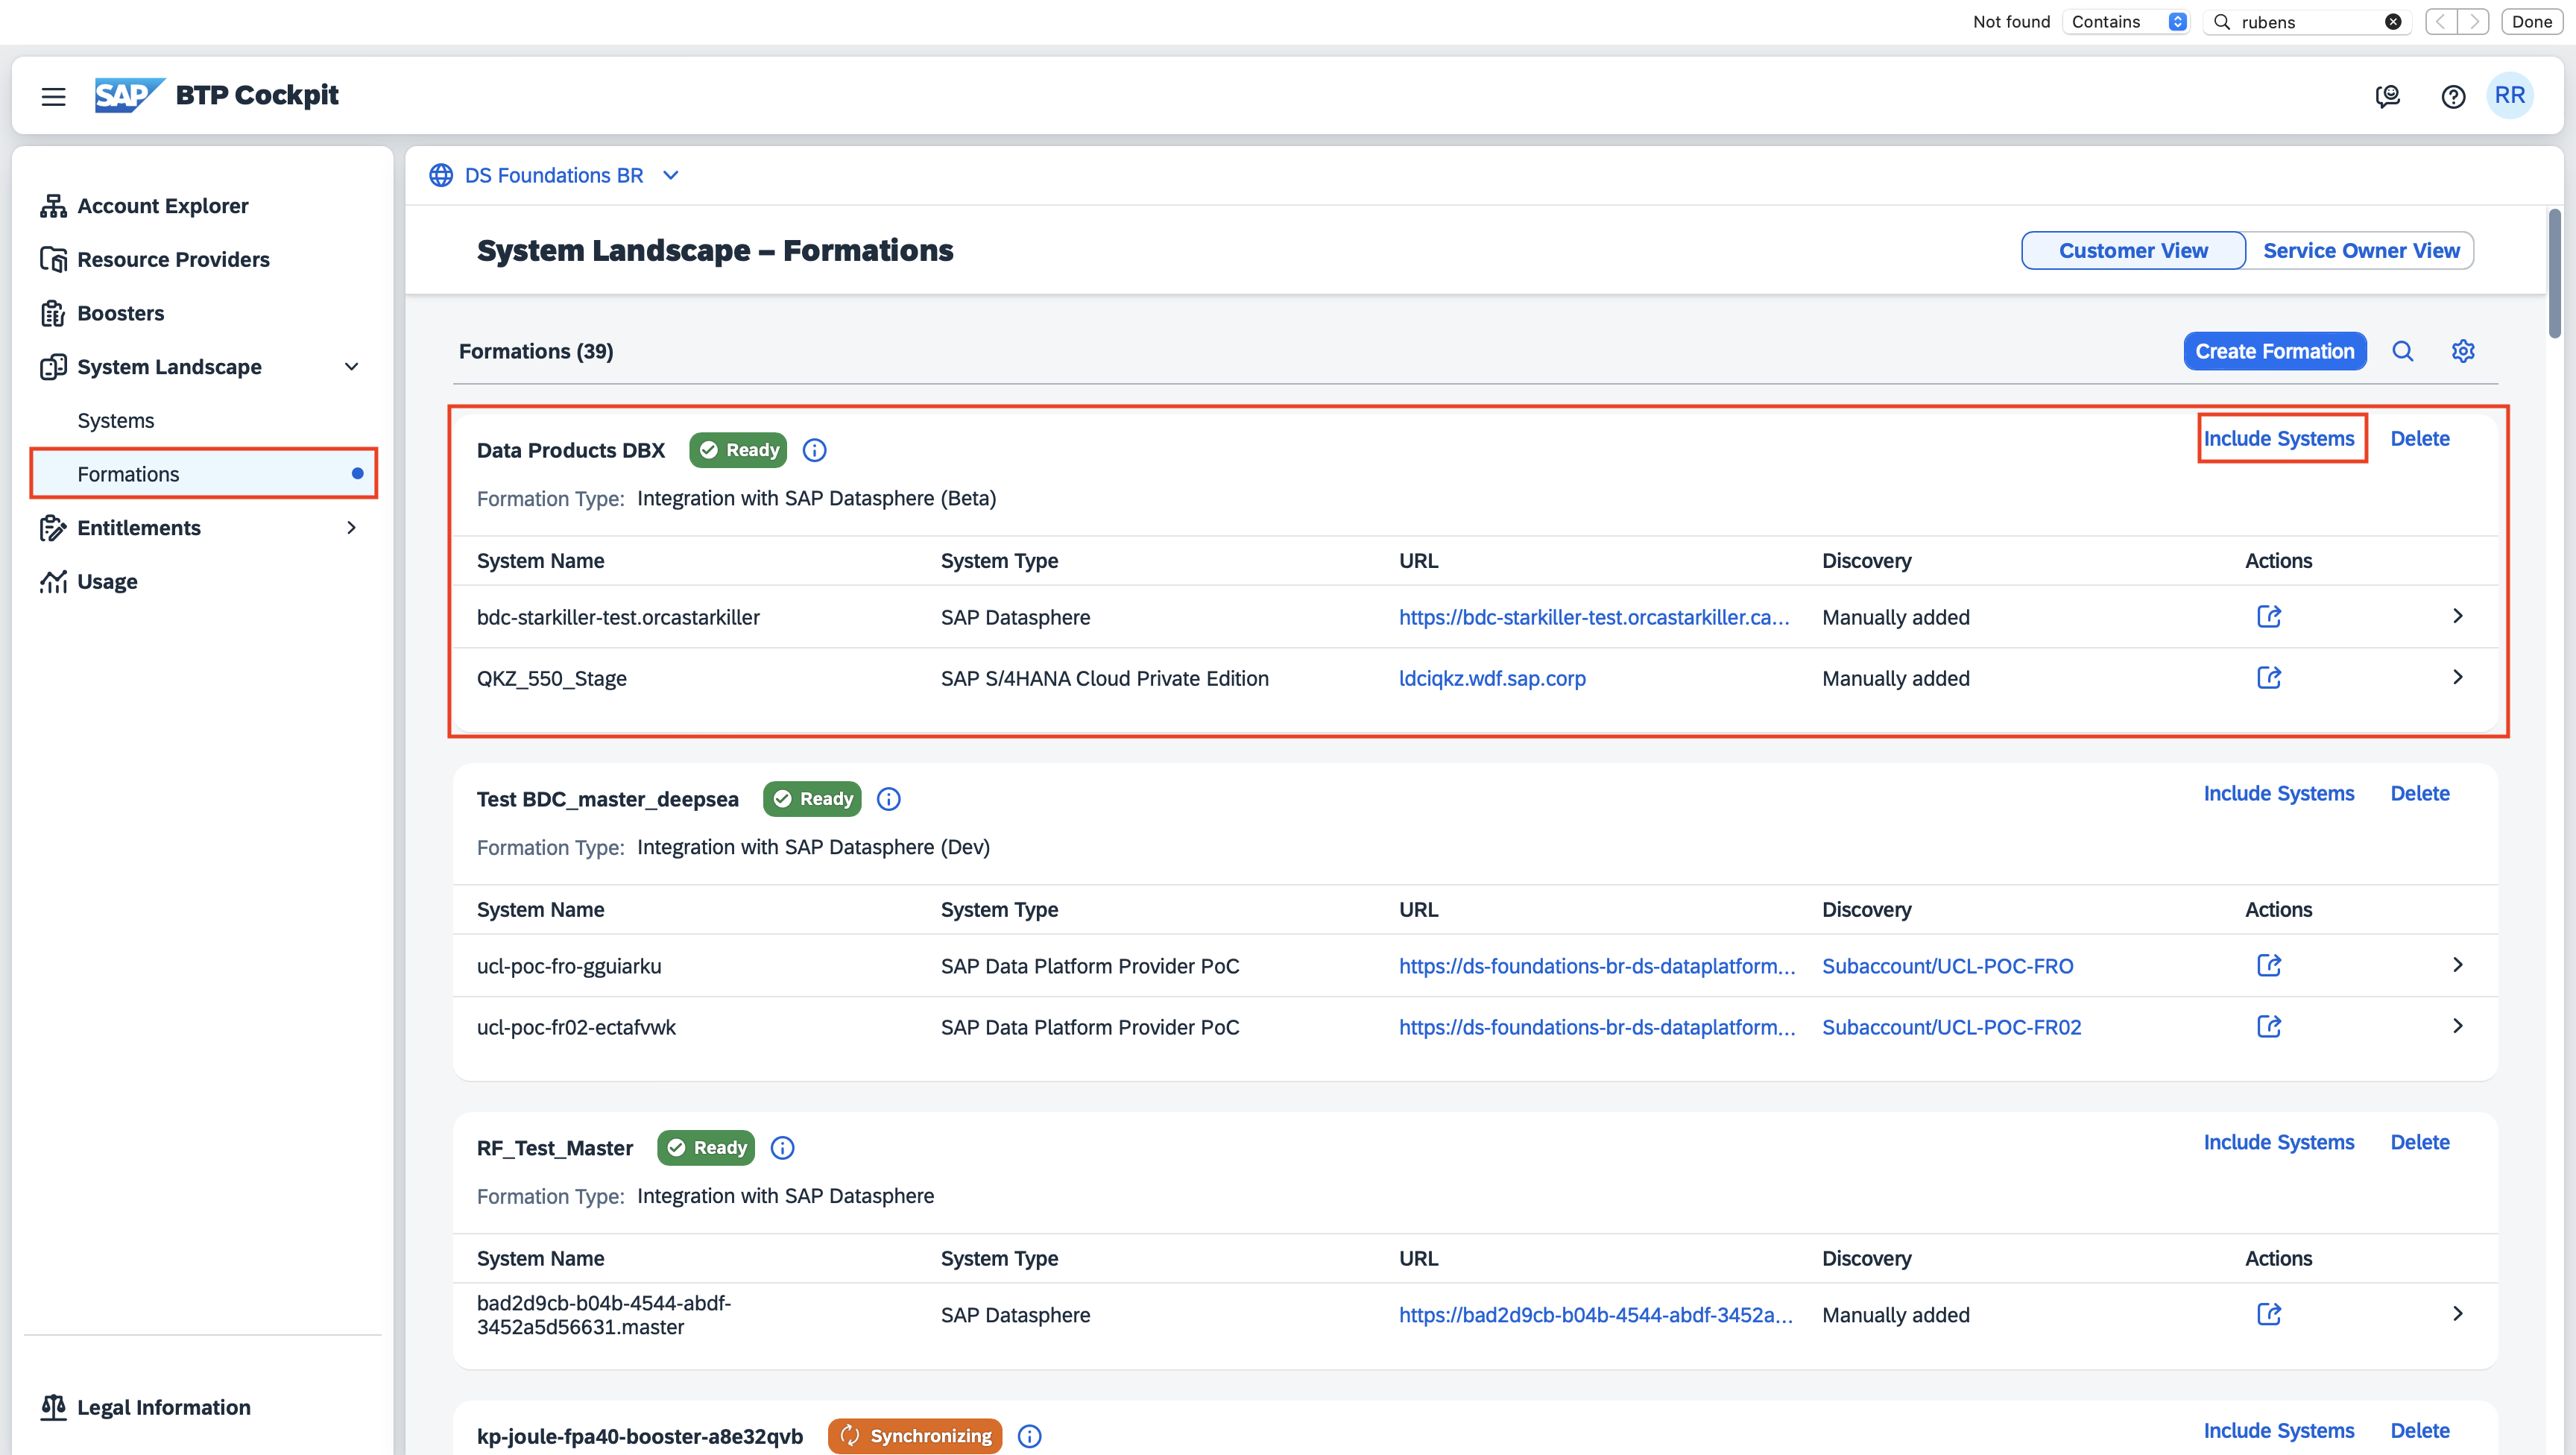 Not found Contains rubens Done
SAP BTP Cockpit RR
Account Explorer
Resource Providers
Boosters
System Landscape
Systems
Formations
Entitlements
Usage
Legal Information
DS Foundations BR
System Landscape – Formations Customer View Service Owner View
Formations (39) Create Formation
Data Products DBX Ready Include Systems Delete
Formation Type: Integration with SAP Datasphere (Beta)
System Name System Type URL Discovery Actions
bdc-starkiller-test.orcastarkiller SAP Datasphere https://bdc-starkiller-test.orcastarkiller.ca... Manually added
QKZ_550_Stage SAP S/4HANA Cloud Private Edition ldciqkz.wdf.sap.corp Manually added
Test BDC_master_deepsea Ready Include Systems Delete
Formation Type: Integration with SAP Datasphere (Dev)
System Name System Type URL Discovery Actions
ucl-poc-fro-gguiarku SAP Data Platform Provider PoC https://ds-foundations-br-ds-dataplatform... Subaccount/UCL-POC-FRO
ucl-poc-fr02-ectafvwk SAP Data Platform Provider PoC https://ds-foundations-br-ds-dataplatform... Subaccount/UCL-POC-FR02
RF_Test_Master Ready Include Systems Delete
Formation Type: Integration with SAP Datasphere
System Name System Type URL Discovery Actions
bad2d9cb-b04b-4544-abdf-
3452a5d56631.master SAP Datasphere https://bad2d9cb-b04b-4544-abdf-3452a... Manually added
kp-joule-fpa40-booster-a8e32qvb Synchronizing Include Systems Delete